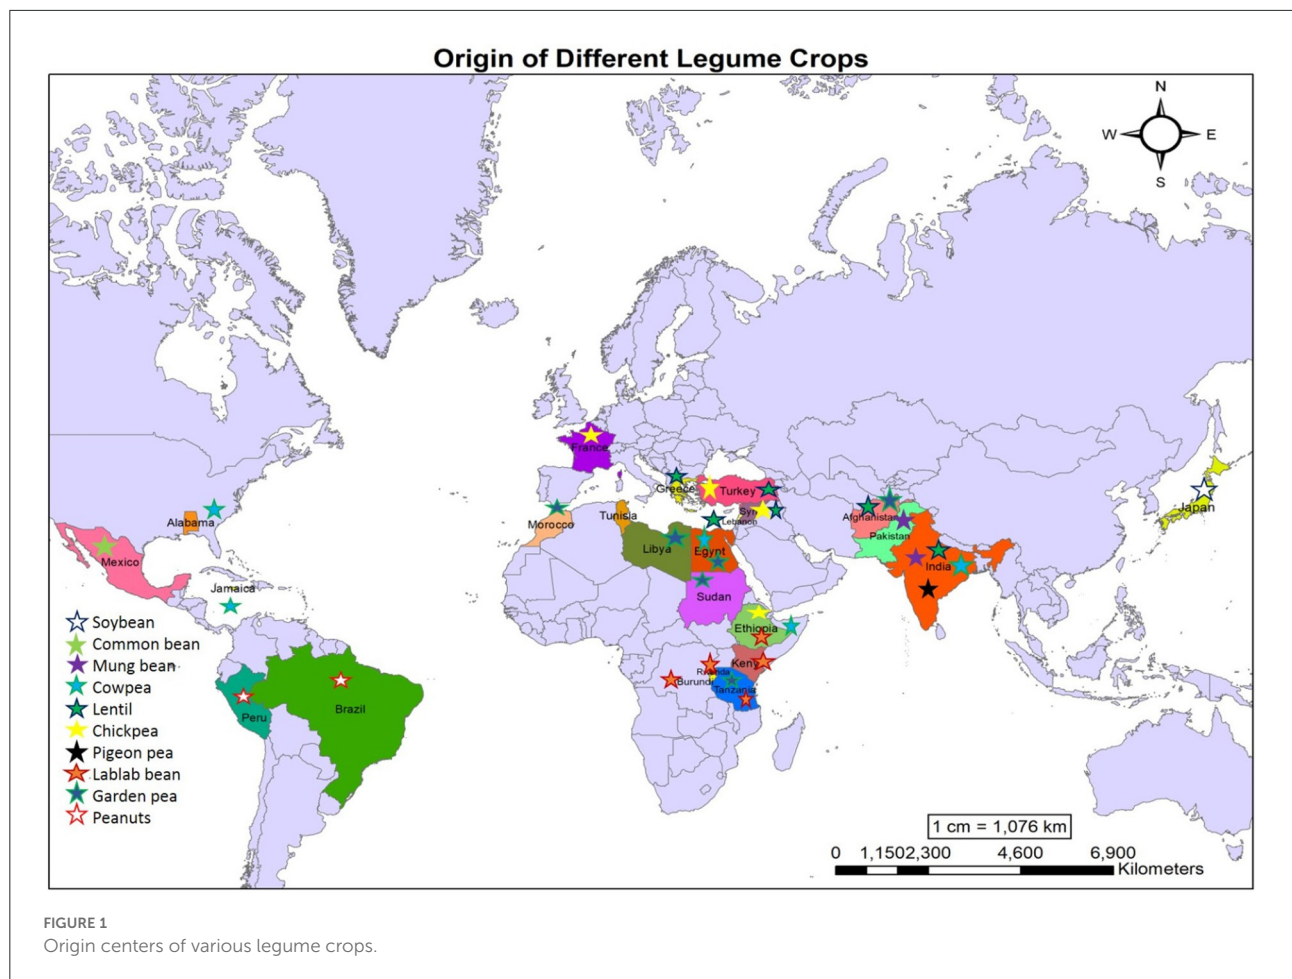 Origin of Different Legume Crops
N
W E
S
France
Greece
Turkey
Alabama
Morocco
Tunisia
Syri
Lebanon
Afghanistan
Japan
Pakistan
Mexico
Libya
Egypt
India
Jamaica
Sudan
Ethiopia
Keny
Rwanda
Burundi
Tanzania
Peru
Brazil
Soybean
Common bean
Mung bean
Cowpea
Lentil
Chickpea
Pigeon pea
Lablab bean
Garden pea
Peanuts
1 cm = 1,076 km
0 1,1502,300 4,600 6,900
Kilometers
FIGURE 1
Origin centers of various legume crops.